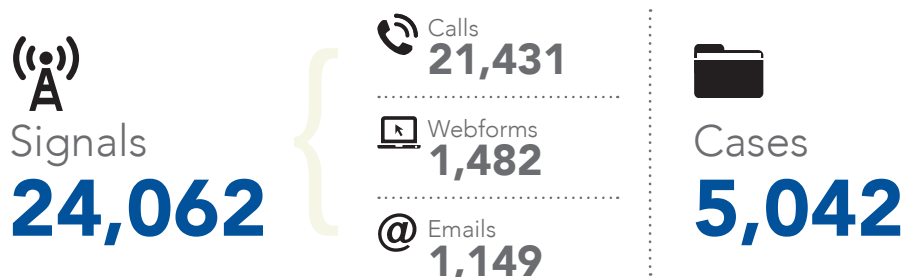 Signals
24,062
Calls
21,431
Webforms
1,482
@ Emails
1,149
Cases
5,042